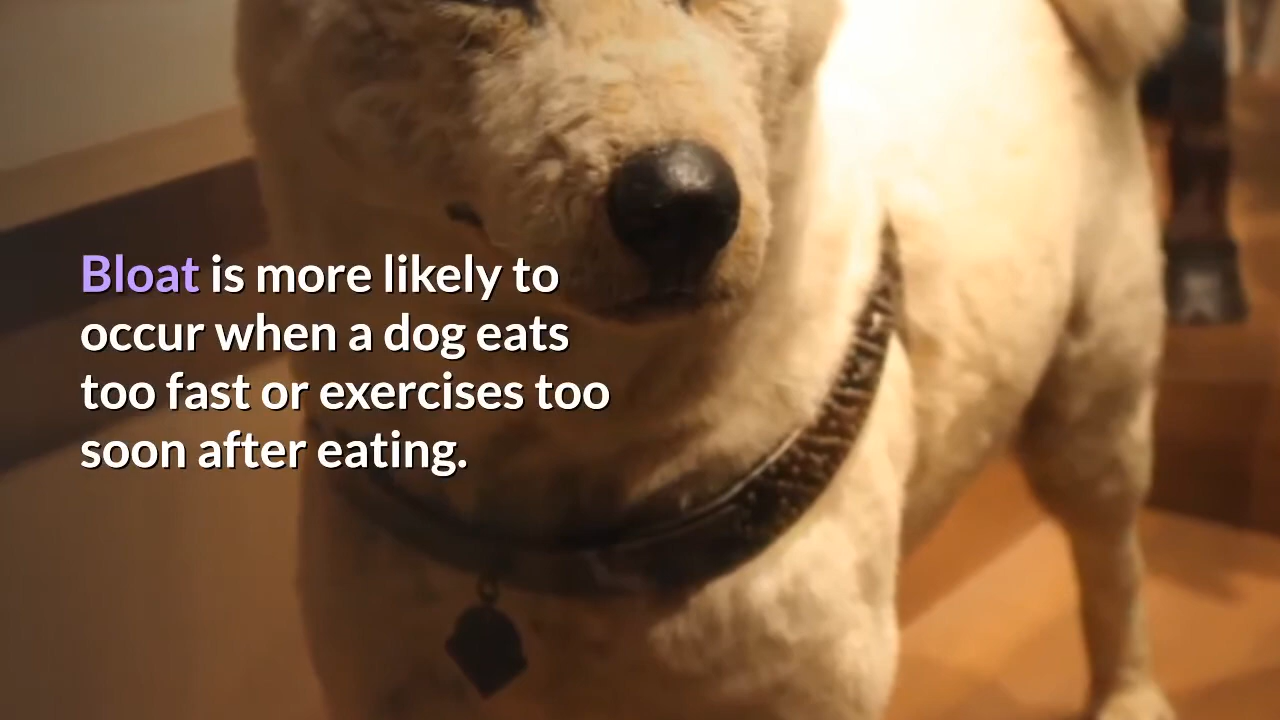 Bloat is more likely to
occur when a dog eats
too fast or exercises too
soon after eating.